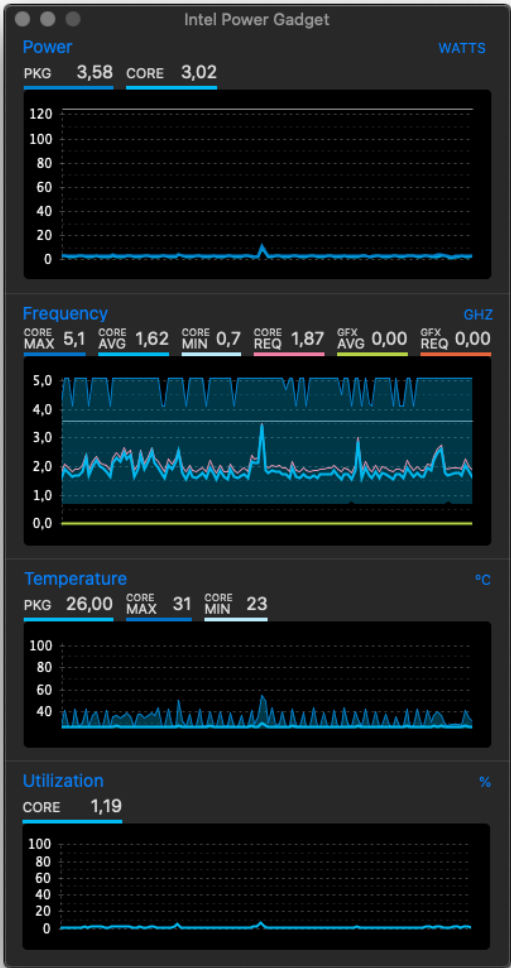 Intel Power Gadget
Power WATTS
PKG 3,58 CORE 3,02
120
100
80
60
40
20
0
Frequency GHZ
CORE MAX 5,1 CORE AVG 1,62 CORE MIN 0,7 CORE REQ 1,87 GFX AVG 0,00 GFX REQ 0,00
5,0
4,0
3,0
2,0
1,0
0,0
Temperature °C
PKG 26,00 CORE MAX 31 CORE MIN 23
100
80
60
40
Utilization %
CORE 1,19
100
80
60
40
20
0